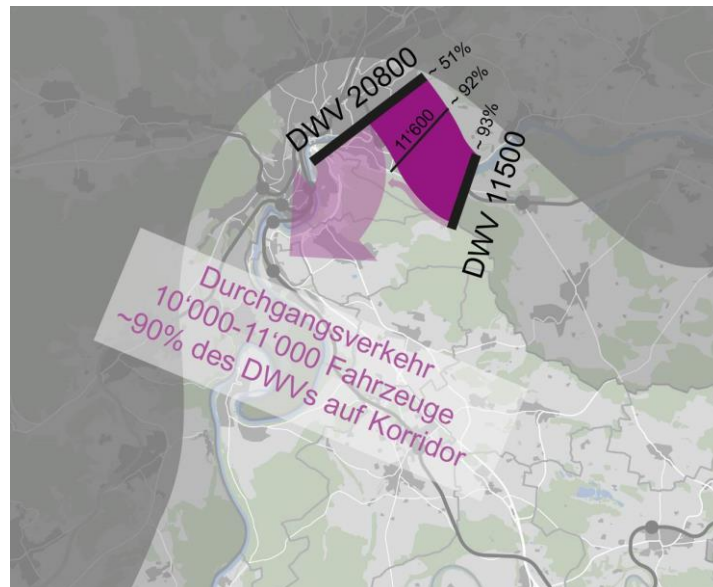 DWV 20800
~ 51%
~ 92%
11'600
~ 93%
DWV 11500
Durchgangsverkehr
10'000-11'000 Fahrzeuge
~90% des DWVs auf Korridor